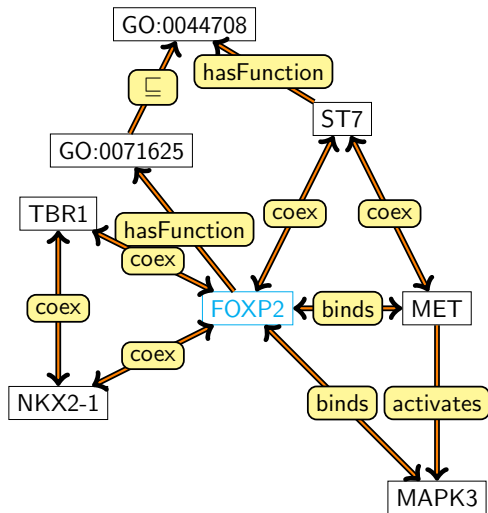 GO:0044708
hasFunction
⊑
ST7
GO:0071625
TBR1
coex
coex
hasFunction
coex
coex
FOXP2
binds
MET
coex
NKX2-1
binds
activates
MAPK3